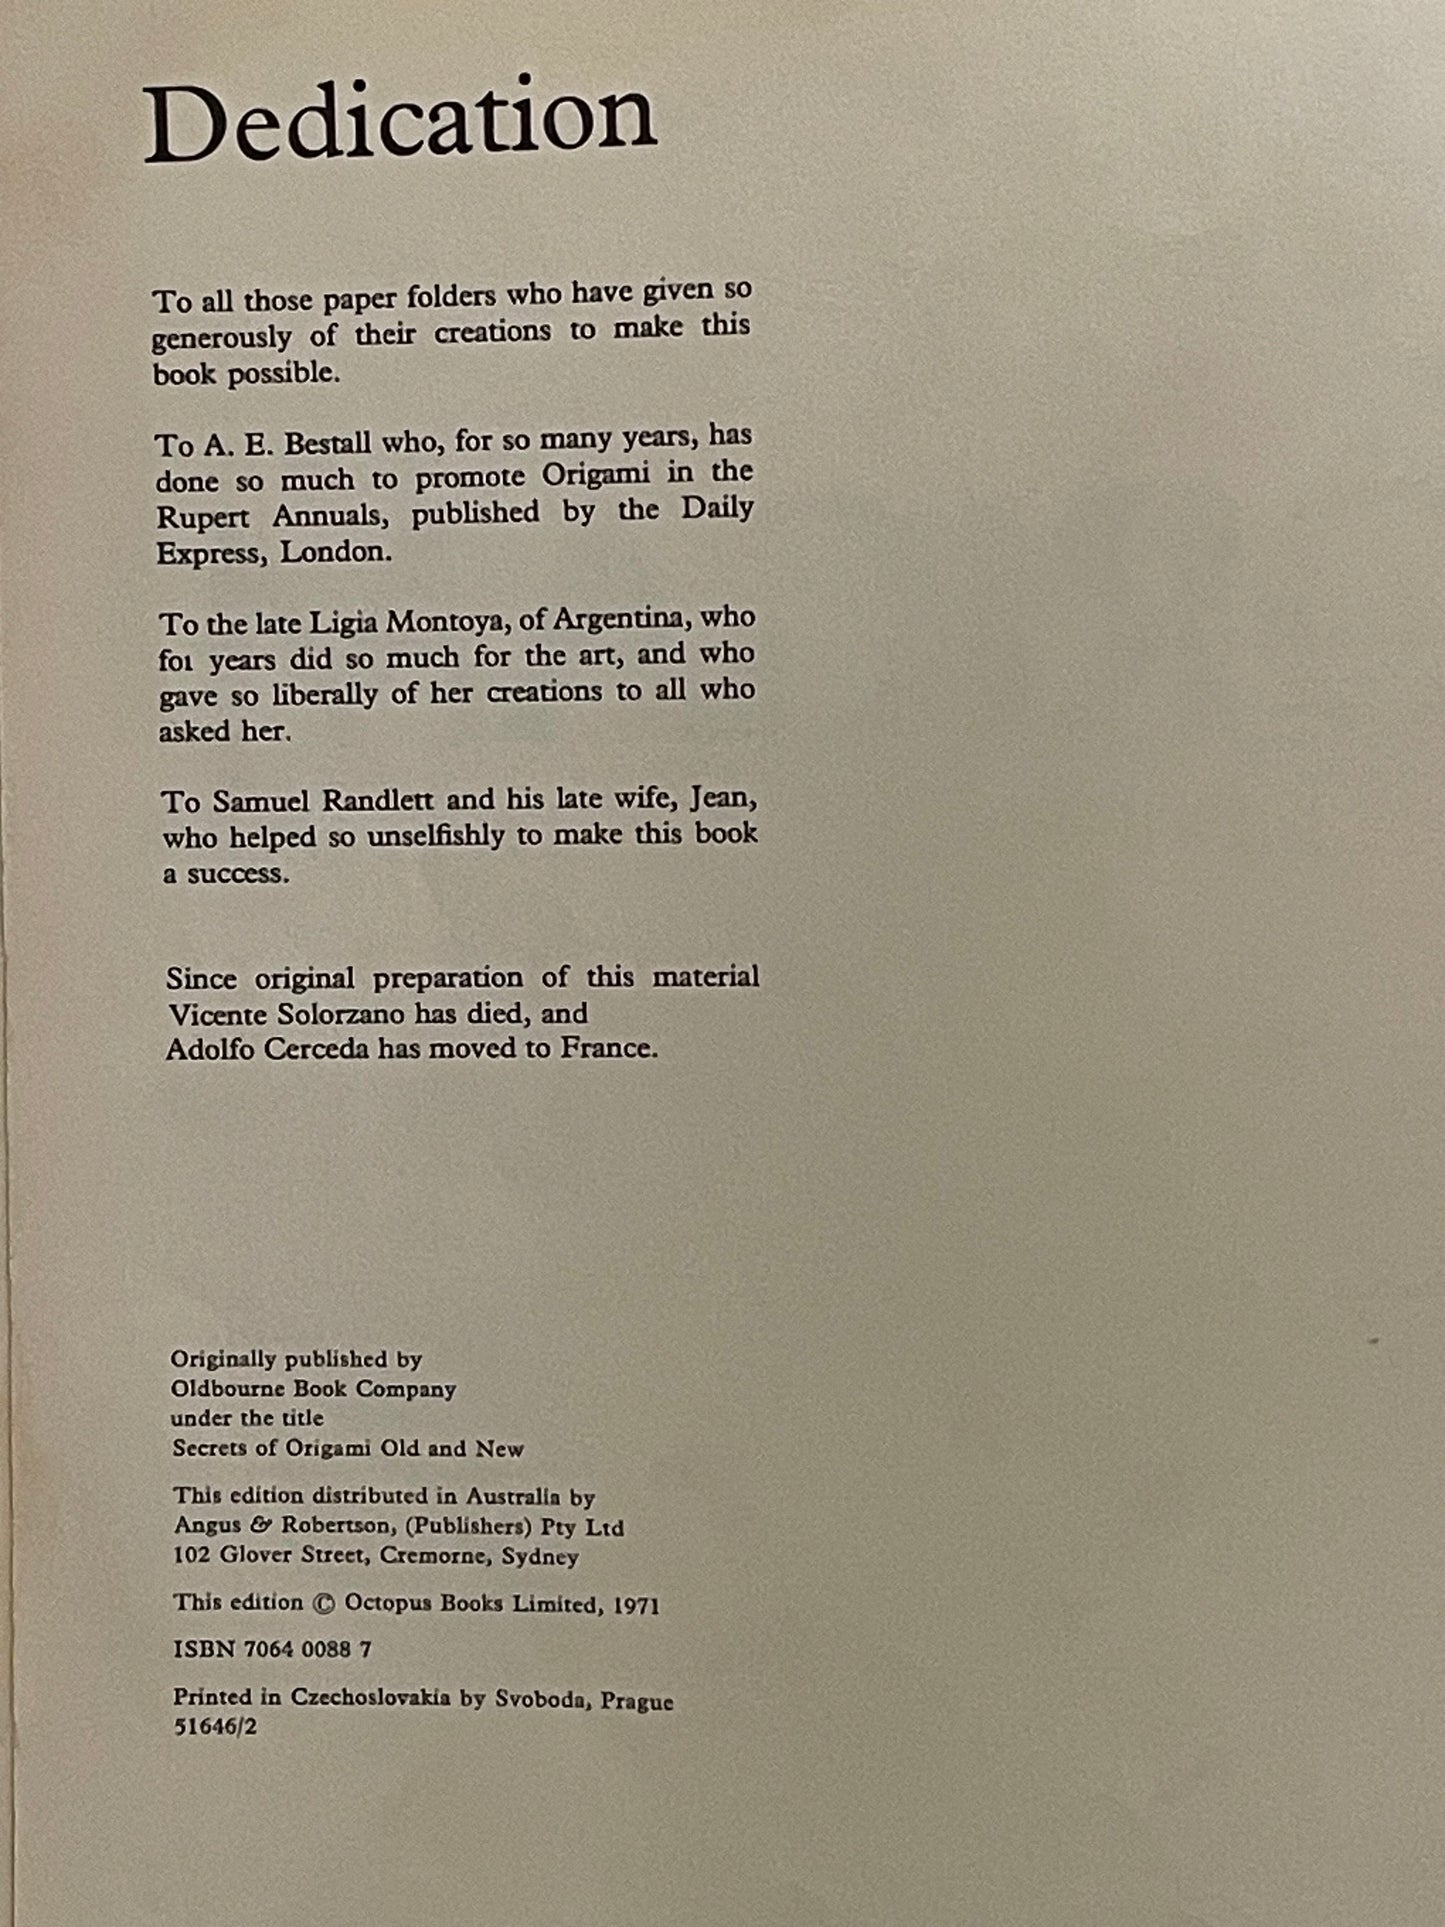 Dedication
To all those paper folders who have given so
generously of their creations to make this
book possible.
To A. E. Bestall who, for so many years, has
done so much to promote Origami in the
Rupert Annuals, published by the Daily
Express, London.
To the late Ligia Montoya, of Argentina, who
for years did so much for the art, and who
gave so liberally of her creations to all who
asked her.
To Samuel Randlett and his late wife, Jean,
who helped so unselfishly to make this book
a success.
Since original preparation of this material
Vicente Solorzano has died, and
Adolfo Cerceda has moved to France.
Originally published by
Oldbourne Book Company
under the title
Secrets of Origami Old and New
This edition distributed in Australia by
Angus & Robertson, (Publishers) Pty Ltd
102 Glover Street, Cremorne, Sydney
This edition © Octopus Books Limited, 1971
ISBN 7064 0088 7
Printed in Czechoslovakia by Svoboda, Prague
51646/2